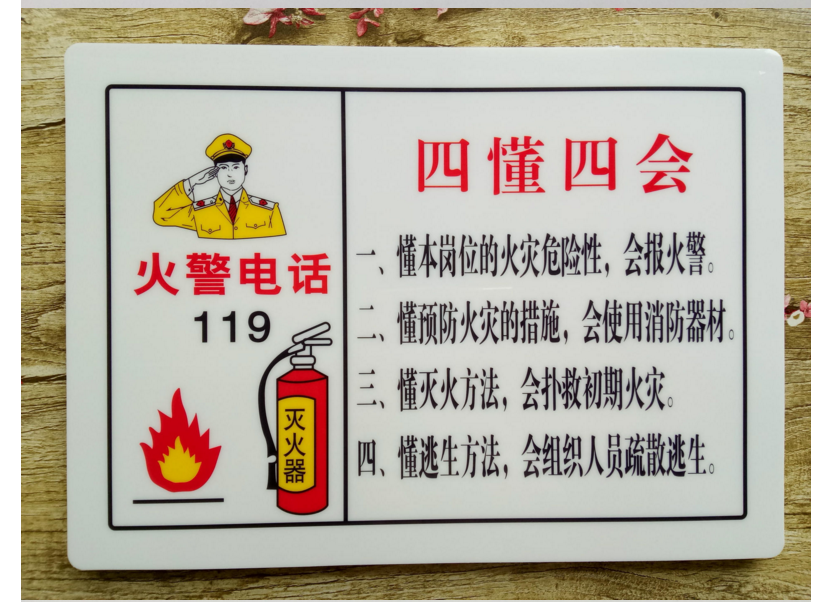 火警电话
119
灭火器
四懂四会
一、懂本岗位的火灾危险性，会报火警。
二、懂预防火灾的措施，会使用消防器材。
三、懂灭火方法，会扑救初期火灾。
四、懂逃生方法，会组织人员疏散逃生。